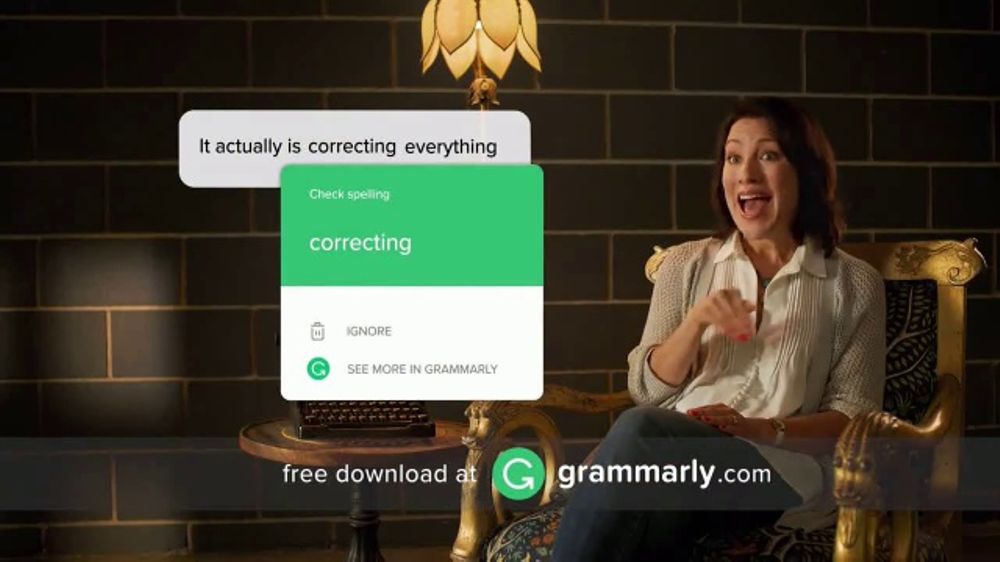 It actually is correcting everything
Check spelling
correcting
IGNORE
SEE MORE IN GRAMMARLY
free download at grammarly.com